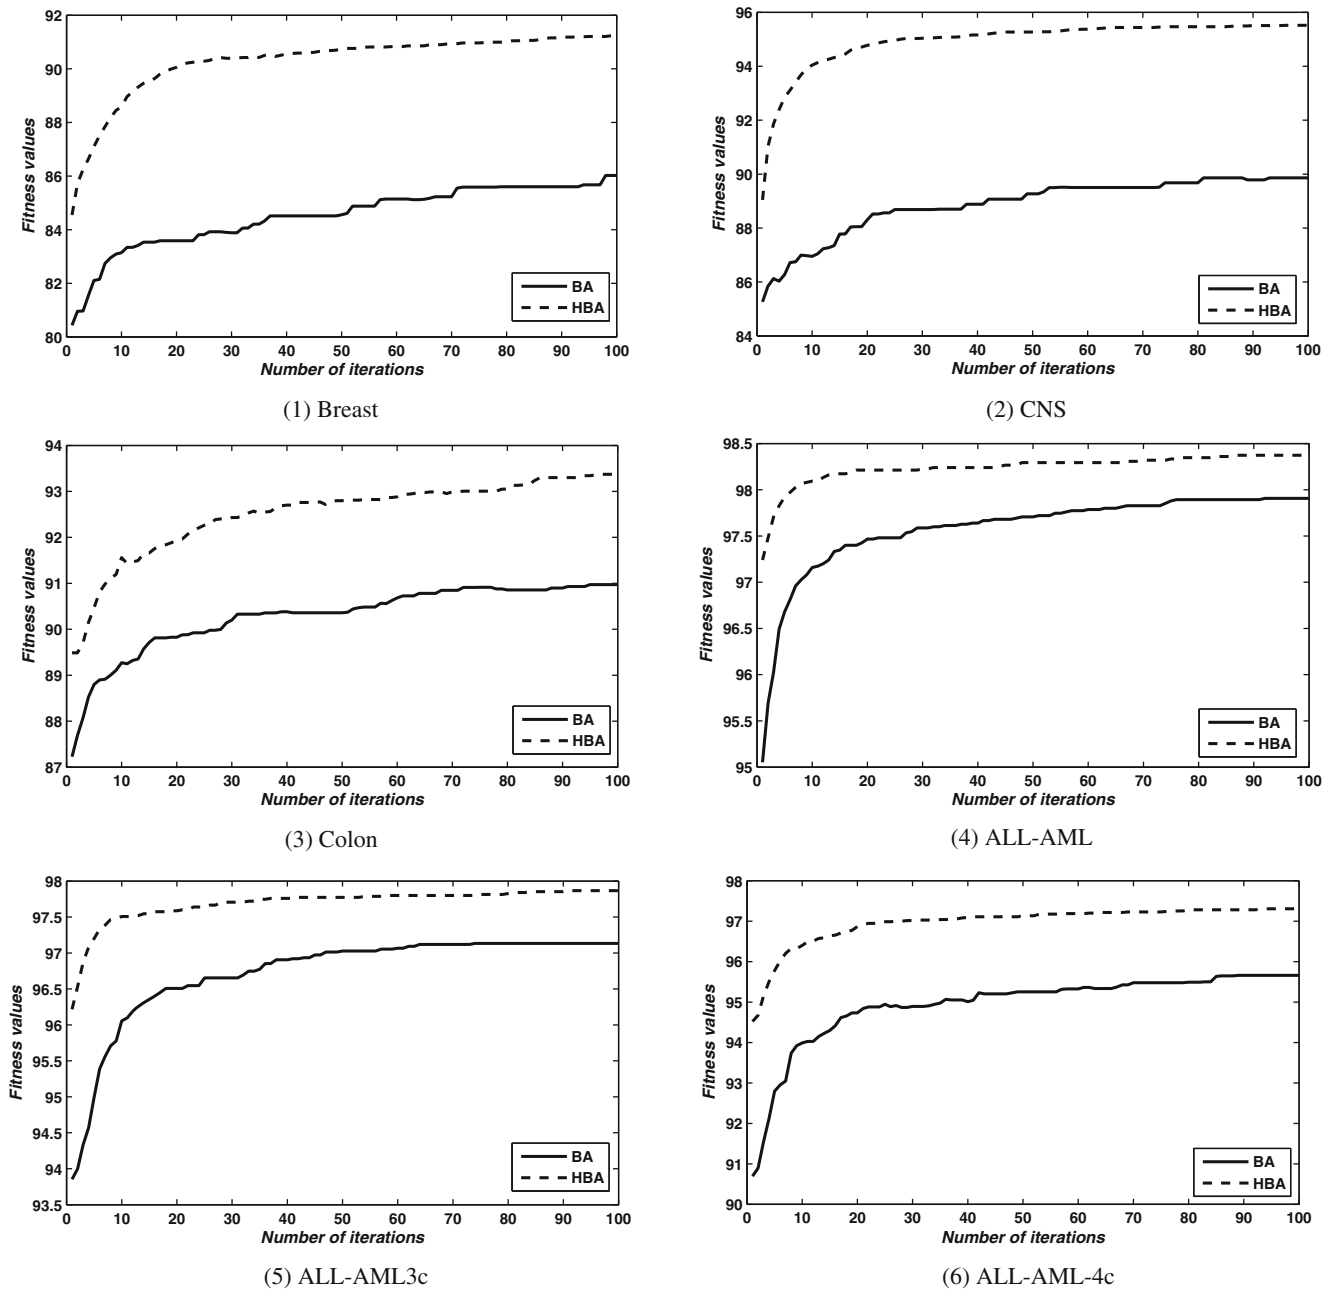 92
90
88
86
84
82
80
Fitness values
BA
HBA
0 10 20 30 40 50 60 70 80 90 100
Number of iterations
(1) Breast
96
94
92
90
88
86
84
Fitness values
BA
HBA
0 10 20 30 40 50 60 70 80 90 100
Number of iterations
(2) CNS
94
93
92
91
90
89
88
87
Fitness values
BA
HBA
0 10 20 30 40 50 60 70 80 90 100
Number of iterations
(3) Colon
98.5
98
97.5
97
96.5
96
95.5
95
Fitness values
BA
HBA
0 10 20 30 40 50 60 70 80 90 100
Number of iterations
(4) ALL-AML
98
97.5
97
96.5
96
95.5
95
94.5
94
93.5
Fitness values
BA
HBA
0 10 20 30 40 50 60 70 80 90 100
Number of iterations
(5) ALL-AML3c
98
97
96
95
94
93
92
91
90
Fitness values
BA
HBA
0 10 20 30 40 50 60 70 80 90 100
Number of iterations
(6) ALL-AML-4c